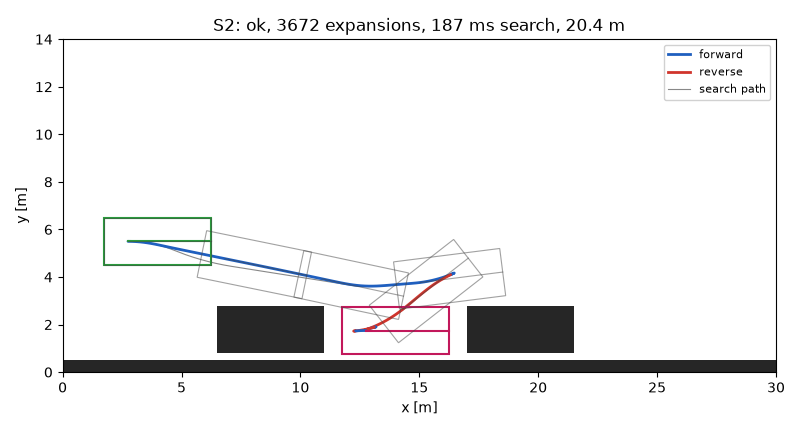 S2: ok, 3672 expansions, 187 ms search, 20.4 m
14
12
10
8
6
4
2
0
y [m]
forward
reverse
search path
0 5 10 15 20 25 30
x [m]